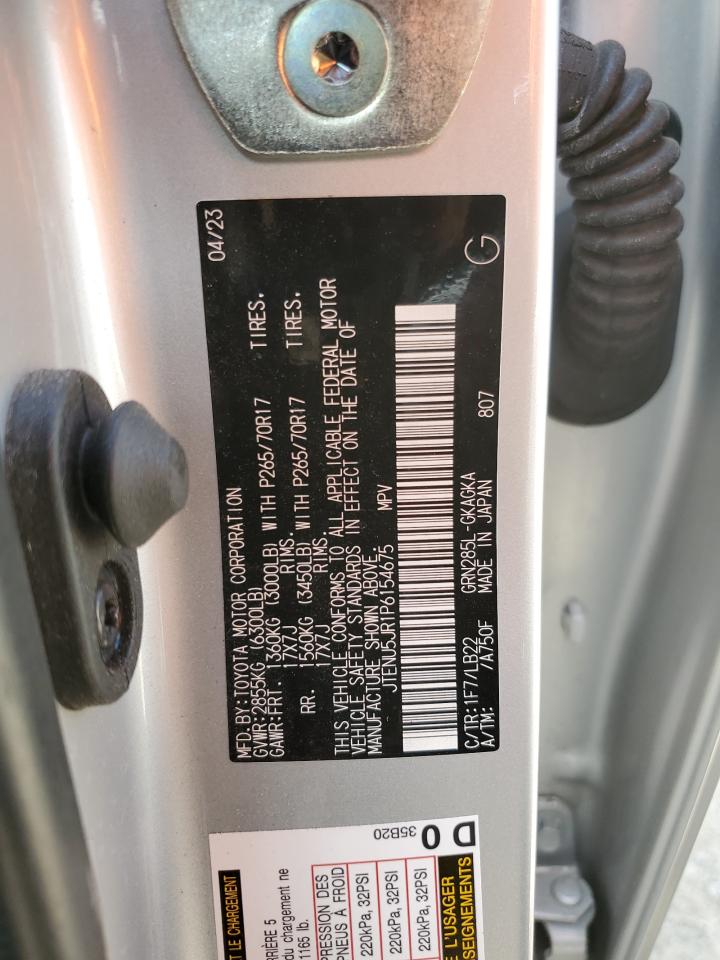 MFD. BY: TOYOTA MOTOR CORPORATION 04/23
GVWR: 2855KG (6300LB)
GAWR: FRT. 1360KG (3000LB) WITH P265/70R17 TIRES.
17X7J RIMS.
RR. 1560KG (3450LB) WITH P265/70R17 TIRES.
17X7J RIMS.
THIS VEHICLE CONFORMS TO ALL APPLICABLE FEDERAL MOTOR
VEHICLE SAFETY STANDARDS IN EFFECT ON THE DATE OF
MANUFACTURE SHOWN ABOVE.
JTENU5JR1P6154675 MPV
C/TR: 1F7/LB22 GRN285L-GKAGKA 807
A/TM: /A750F MADE IN JAPAN G
T LE CHARGEMENT
RRIÈRE 5
du chargement ne
1165 lb.
PRESSION DES
PNEUS À FROID
220kPa, 32PSI
220kPa, 32PSI
220kPa, 32PSI
35B20
D0
E L'USAGER
SEIGNEMENTS